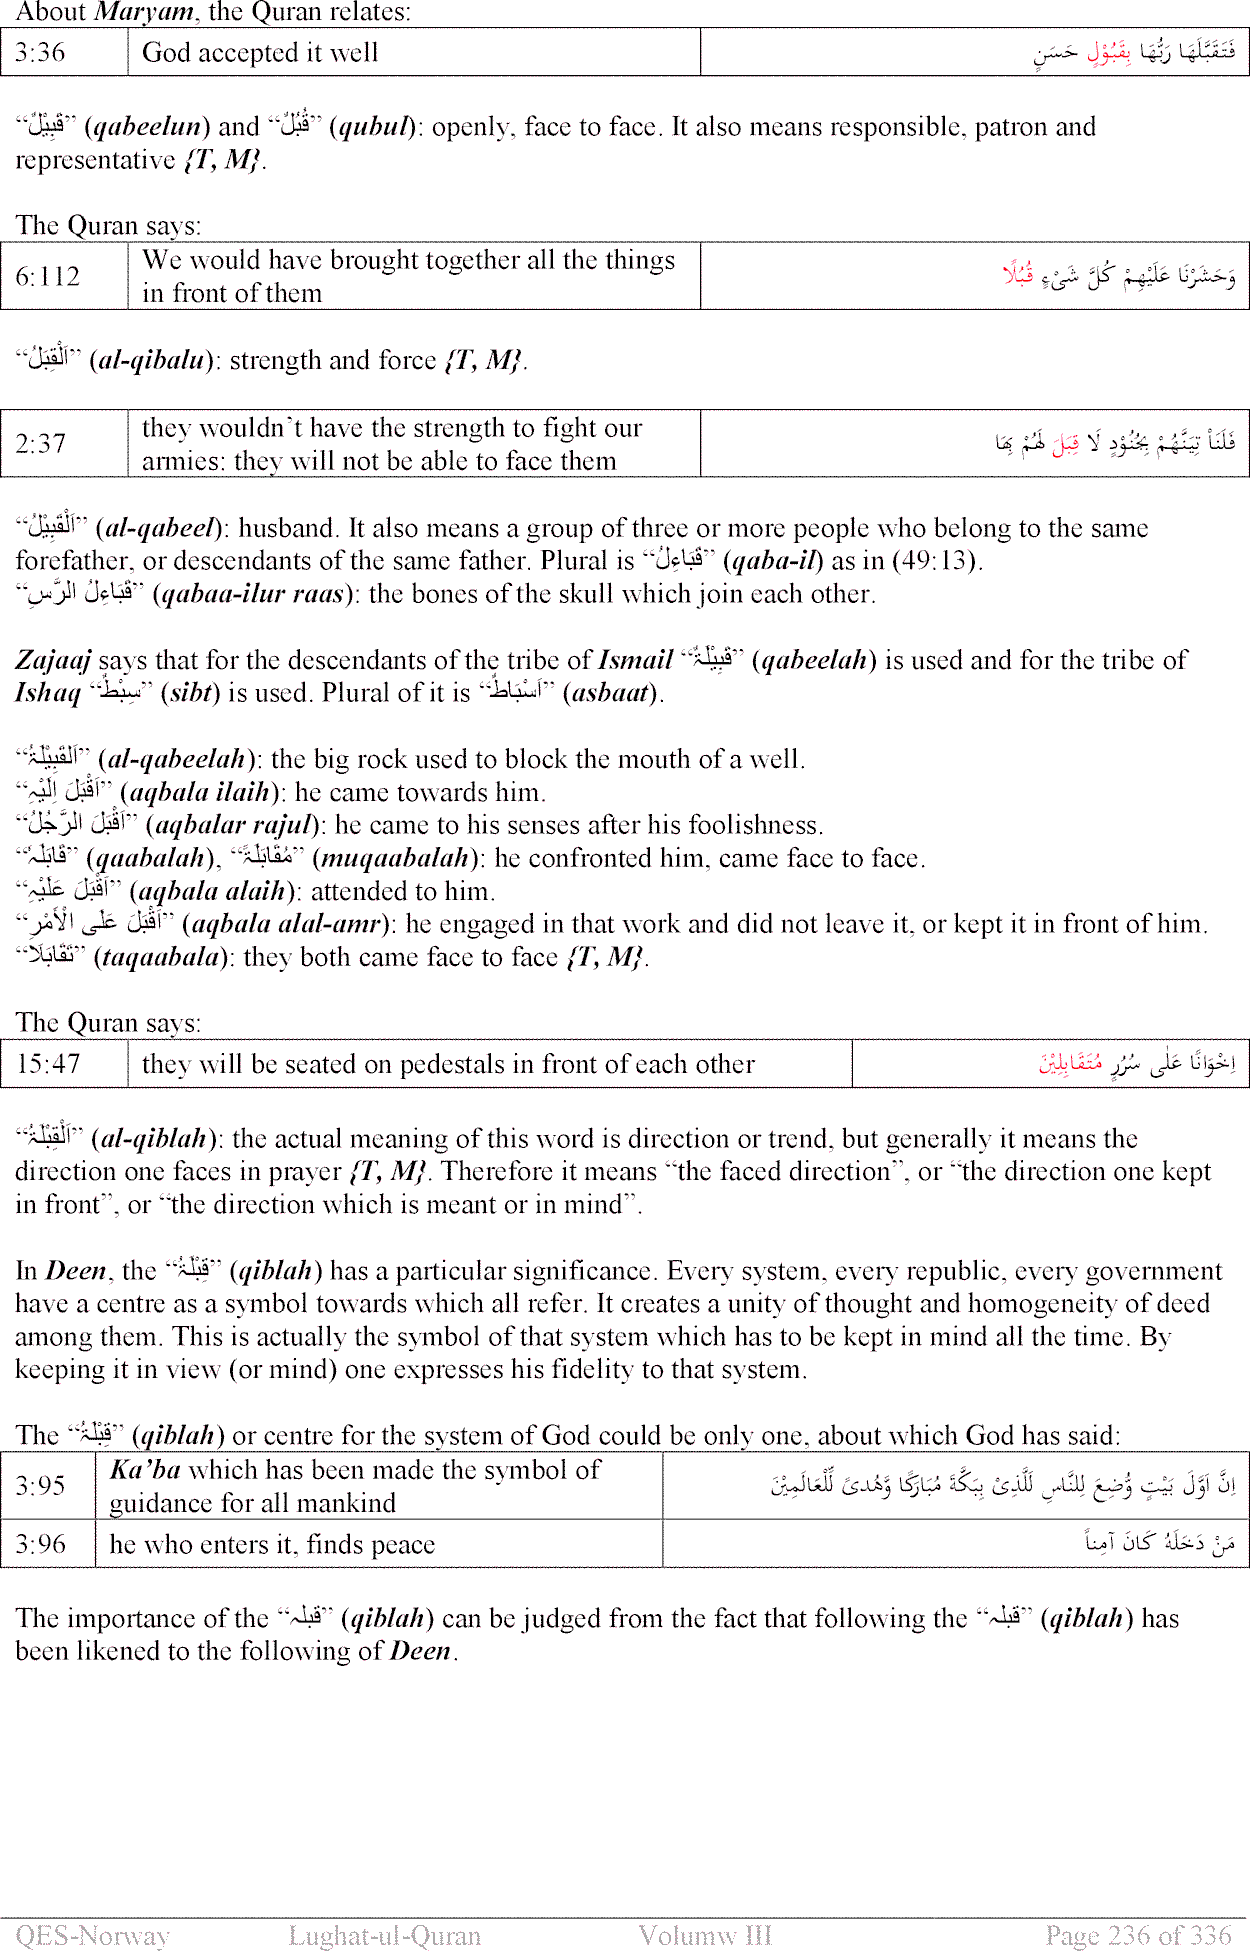 About Maryam, the Quran relates:
3:36 God accepted it well فَتَقَبَّلَهَا رَبُّهَا بِقَبُوْلٍ حَسَنٍ
“قَبِيْلٌ” (qabeelun) and “قُبُلٌ” (qubul): openly, face to face. It also means responsible, patron and
representative {T, M}.
The Quran says:
6:112 We would have brought together all the things
in front of them وَحَشَرْنَا عَلَيْهِمْ كُلَّ شَیْءٍ قُبُلًا
“اَلْقِبَلُ” (al-qibalu): strength and force {T, M}.
2:37 they wouldn’t have the strength to fight our
armies: they will not be able to face them فَلَنَاْ تِيَنَّهُمْ بِجُنُوْدٍ لَا قِبَلَ لَهُمْ بِهَا
“اَلْقَبِيْلُ” (al-qabeel): husband. It also means a group of three or more people who belong to the same
forefather, or descendants of the same father. Plural is “قَبَاءِلُ” (qaba-il) as in (49:13).
“قَبَاءِلُ الرَّسِ” (qabaa-ilur raas): the bones of the skull which join each other.
Zajaaj says that for the descendants of the tribe of Ismail “قَبِيْلَۃٌ” (qabeelah) is used and for the tribe of
Ishaq “سِبْطٌ” (sibt) is used. Plural of it is “اَسْبَاطٌ” (asbaat).
“اَلْقَبِيْلَۃُ” (al-qabeelah): the big rock used to block the mouth of a well.
“اَقْبَلَ اِلَيْہِ” (aqbala ilaih): he came towards him.
“اَقْبَلَ الرَّجُلُ” (aqbalar rajul): he came to his senses after his foolishness.
“قَابَلَہٗ” (qaabalah), “مُقَابَلَۃً” (muqaabalah): he confronted him, came face to face.
“اَقْبَلَ عَلَيْہِ” (aqbala alaih): attended to him.
“اَقْبَلَ عَلَی الْاَمْرِ” (aqbala alal-amr): he engaged in that work and did not leave it, or kept it in front of him.
“تَقَابَلَا” (taqaabala): they both came face to face {T, M}.
The Quran says:
15:47 they will be seated on pedestals in front of each other اِخْوَانًا عَلٰی سُرُرٍ مُتَقَابِلِيْنَ
“اَلْقِبْلَۃُ” (al-qiblah): the actual meaning of this word is direction or trend, but generally it means the
direction one faces in prayer {T, M}. Therefore it means “the faced direction”, or “the direction one kept
in front”, or “the direction which is meant or in mind”.
In Deen, the “قِبْلَۃُ” (qiblah) has a particular significance. Every system, every republic, every government
have a centre as a symbol towards which all refer. It creates a unity of thought and homogeneity of deed
among them. This is actually the symbol of that system which has to be kept in mind all the time. By
keeping it in view (or mind) one expresses his fidelity to that system.
The “قِبْلَۃُ” (qiblah) or centre for the system of God could be only one, about which God has said:
3:95 Ka’ba which has been made the symbol of
guidance for all mankind اِنَّ اَوَّلَ بَيْتٍ وُّضِعَ لِلنَّاسِ لَلَّذِیْ بِبَكَّةَ مُبَارَكًا وَّهُدیً لِّلْعَالَمِيْنَ
3:96 he who enters it, finds peace مَنْ دَخَلَهُ كَانَ آمِناً
The importance of the “قبلہ” (qiblah) can be judged from the fact that following the “قبلہ” (qiblah) has
been likened to the following of Deen.
QES-Norway Lughat-ul-Quran Volumw III Page 236 of 336